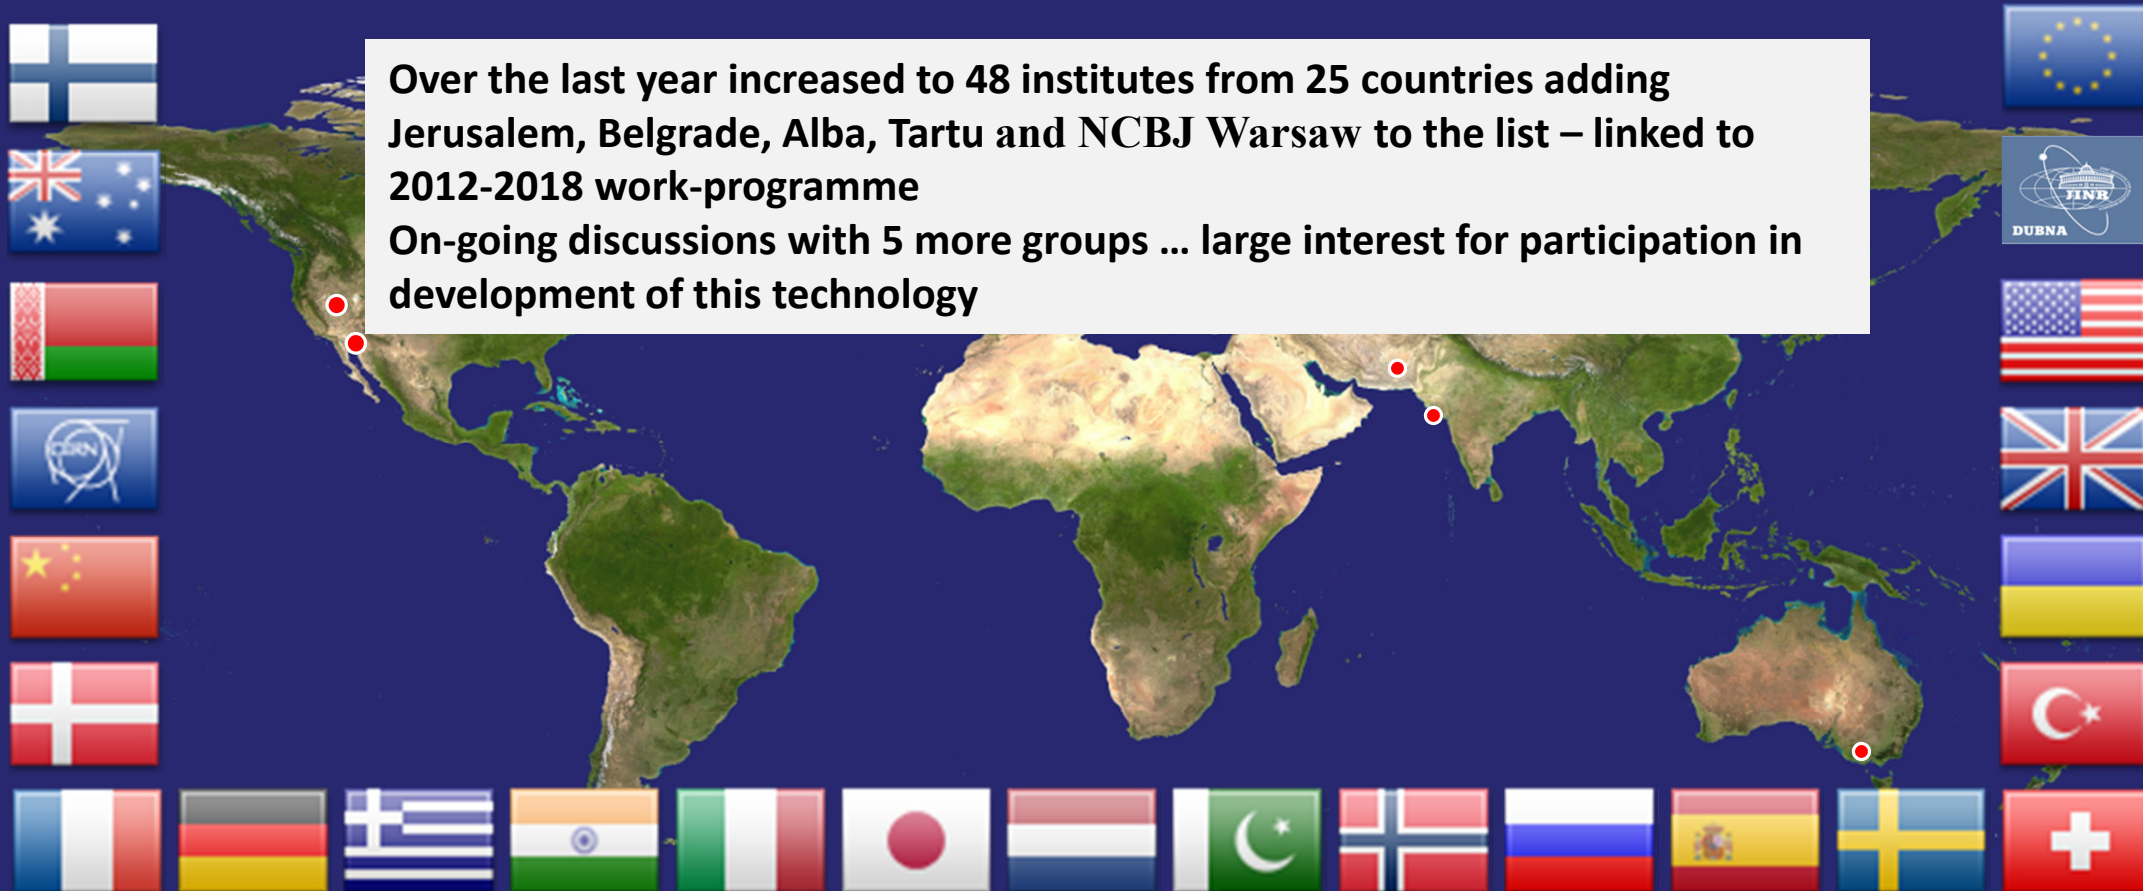 Over the last year increased to 48 institutes from 25 countries adding
Jerusalem, Belgrade, Alba, Tartu and NCBJ Warsaw to the list – linked to
2012-2018 work-programme
On-going discussions with 5 more groups ... large interest for participation in
development of this technology
JINR
DUBNA
CERN